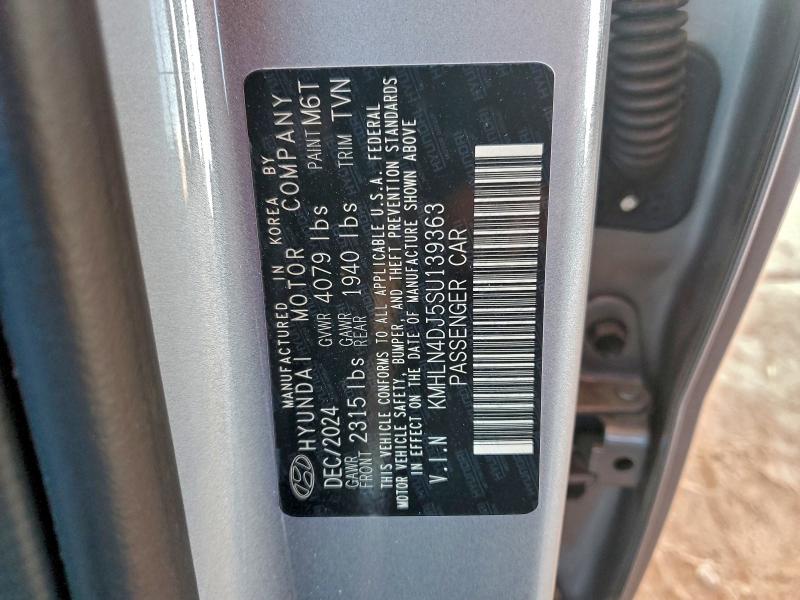 MANUFACTURED IN KOREA BY
HYUNDAI MOTOR COMPANY
DEC/2024 GVWR 4079 lbs PAINT M6T
GAWR FRONT 2315 lbs GAWR REAR 1940 lbs TRIM TVN
THIS VEHICLE CONFORMS TO ALL APPLICABLE U.S.A. FEDERAL
MOTOR VEHICLE SAFETY, BUMPER, AND THEFT PREVENTION STANDARDS
IN EFFECT ON THE DATE OF MANUFACTURE SHOWN ABOVE
V.I.N KMHLN4DJ5SU139363
PASSENGER CAR